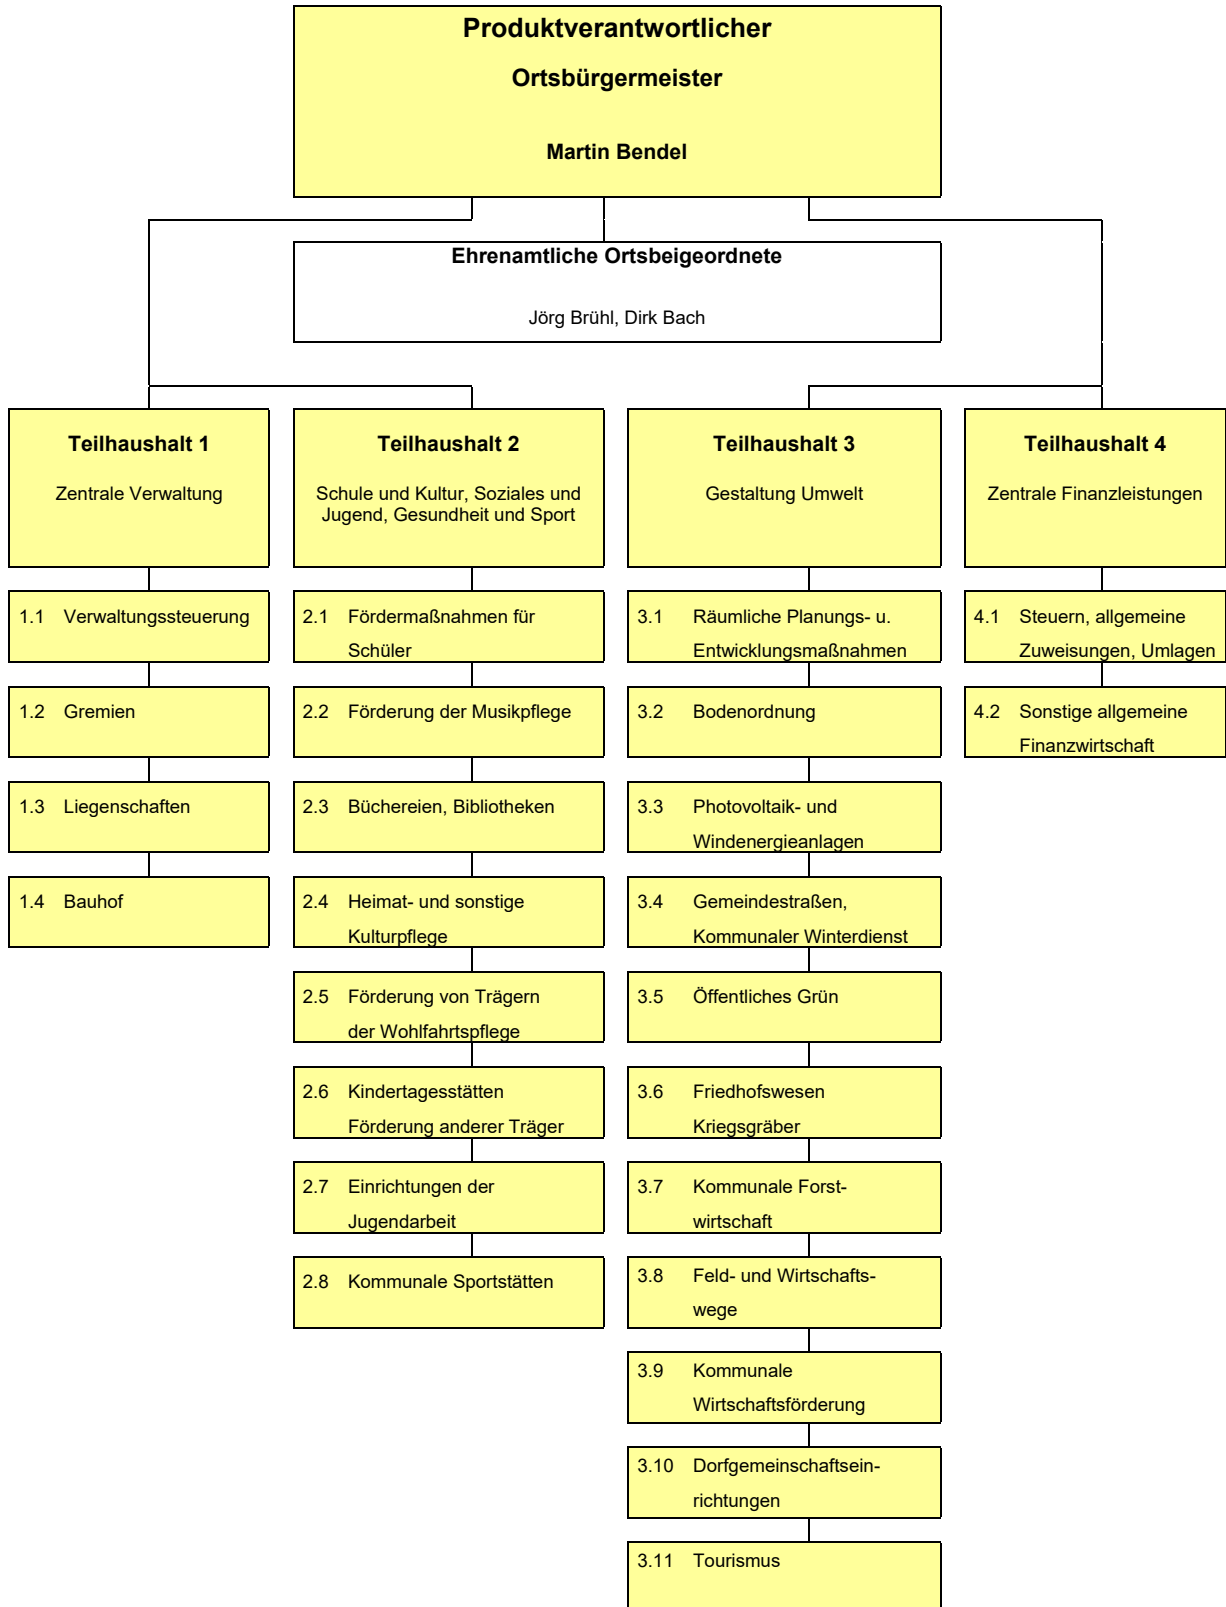 Produktverantwortlicher
Ortsbürgermeister
Martin Bendel
Ehrenamtliche Ortsbeigeordnete
Jörg Brühl, Dirk Bach
Teilhaushalt 1
Zentrale Verwaltung
1.1 Verwaltungssteuerung
1.2 Gremien
1.3 Liegenschaften
1.4 Bauhof
Teilhaushalt 2
Schule und Kultur, Soziales und
Jugend, Gesundheit und Sport
2.1 Fördermaßnahmen für
Schüler
2.2 Förderung der Musikpflege
2.3 Büchereien, Bibliotheken
2.4 Heimat- und sonstige
Kulturpflege
2.5 Förderung von Trägern
der Wohlfahrtspflege
2.6 Kindertagesstätten
Förderung anderer Träger
2.7 Einrichtungen der
Jugendarbeit
2.8 Kommunale Sportstätten
Teilhaushalt 3
Gestaltung Umwelt
3.1 Räumliche Planungs- u.
Entwicklungsmaßnahmen
3.2 Bodenordnung
3.3 Photovoltaik- und
Windenergieanlagen
3.4 Gemeindestraßen,
Kommunaler Winterdienst
3.5 Öffentliches Grün
3.6 Friedhofswesen
Kriegsgräber
3.7 Kommunale Forst-
wirtschaft
3.8 Feld- und Wirtschafts-
wege
3.9 Kommunale
Wirtschaftsförderung
3.10 Dorfgemeinschaftsein-
richtungen
3.11 Tourismus
Teilhaushalt 4
Zentrale Finanzleistungen
4.1 Steuern, allgemeine
Zuweisungen, Umlagen
4.2 Sonstige allgemeine
Finanzwirtschaft